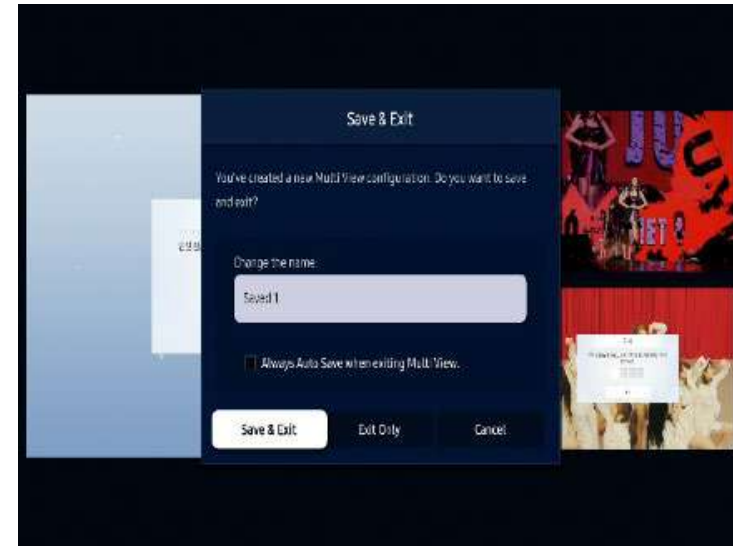 Save & Exit
You've created a new Multi View configuration. Do you want to save
and exit?
Change the name.
Saved 1
Always Auto Save when exiting Multi View.
Save & Exit
Exit Only
Cancel